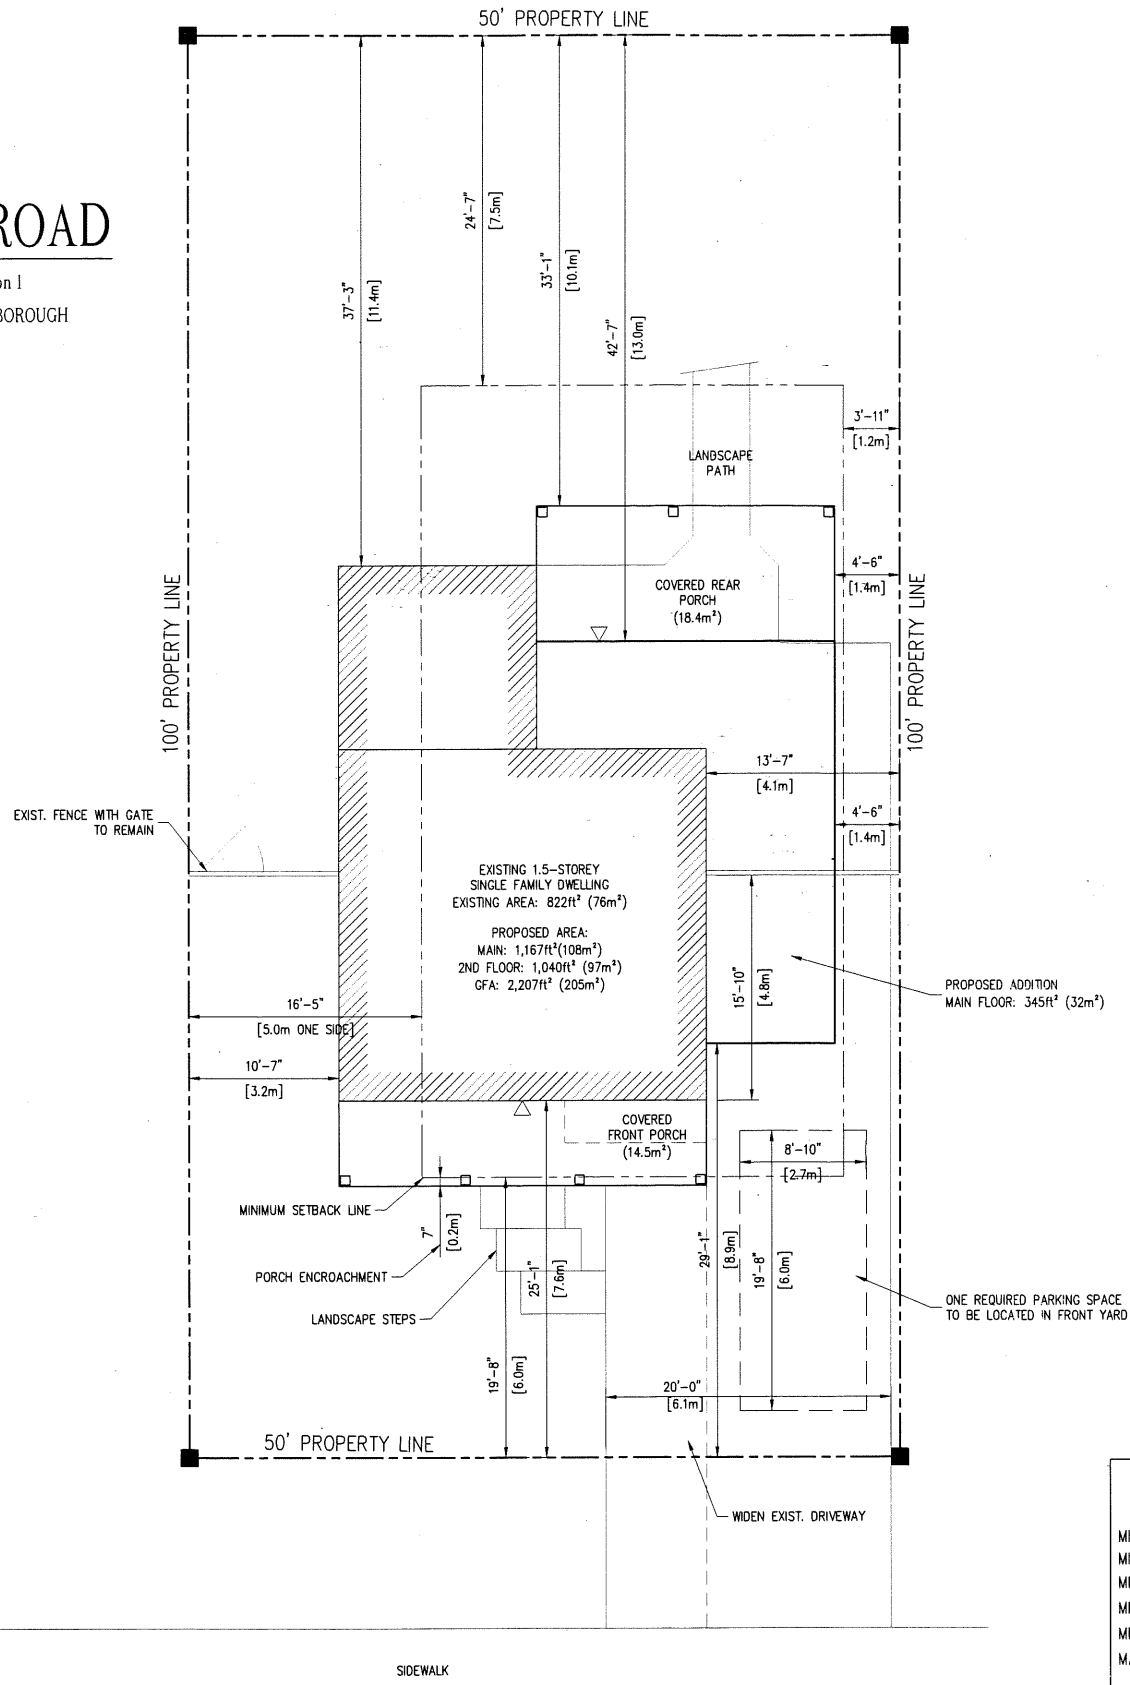 50' PROPERTY LINE
ROAD
on 1
BOROUGH
24'-7"
[7.5m]
33'-1"
[10.1m]
37'-3"
[11.4m]
42'-7"
[13.0m]
3'-11"
[1.2m]
LANDSCAPE
PATH
4'-6"
[1.4m]
COVERED REAR
PORCH
(18.4m²)
100' PROPERTY LINE
100' PROPERTY LINE
13'-7"
[4.1m]
4'-6"
[1.4m]
EXIST. FENCE WITH GATE
TO REMAIN
EXISTING 1.5-STOREY
SINGLE FAMILY DWELLING
EXISTING AREA: 822ft² (76m²)
PROPOSED AREA:
MAIN: 1,167ft²(108m²)
2ND FLOOR: 1,040ft² (97m²)
GFA: 2,207ft² (205m²)
15'-10"
[4.8m]
PROPOSED ADDITION
MAIN FLOOR: 345ft² (32m²)
16'-5"
[5.0m ONE SIDE]
10'-7"
[3.2m]
COVERED
FRONT PORCH
(14.5m²)
8'-10"
[2.7m]
MINIMUM SETBACK LINE
7"
[0.2m]
PORCH ENCROACHMENT
LANDSCAPE STEPS
25'-1"
[7.6m]
29'-1"
[8.9m]
19'-8"
[6.0m]
ONE REQUIRED PARKING SPACE
TO BE LOCATED IN FRONT YARD
19'-8"
[6.0m]
20'-0"
[6.1m]
50' PROPERTY LINE
WIDEN EXIST. DRIVEWAY
SIDEWALK